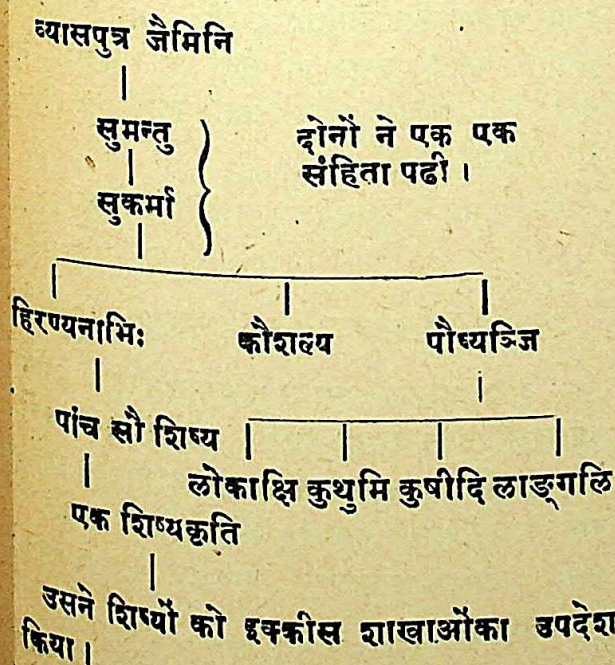 व्यासपुत्र जैमिनि
सुमन्तु
सुकर्मा
दोनों ने एक एक
संहिता पढी ।
हिरण्यनाभिः कौशल्य पौष्यञ्जि
पांच सौ शिष्य
लोकाक्षि कुथुमि कुषीदि लाङ्गलि
एक शिष्यकृति
उसने शिष्यों को इक्कीस शाखाओंका उपदेश
किया ।